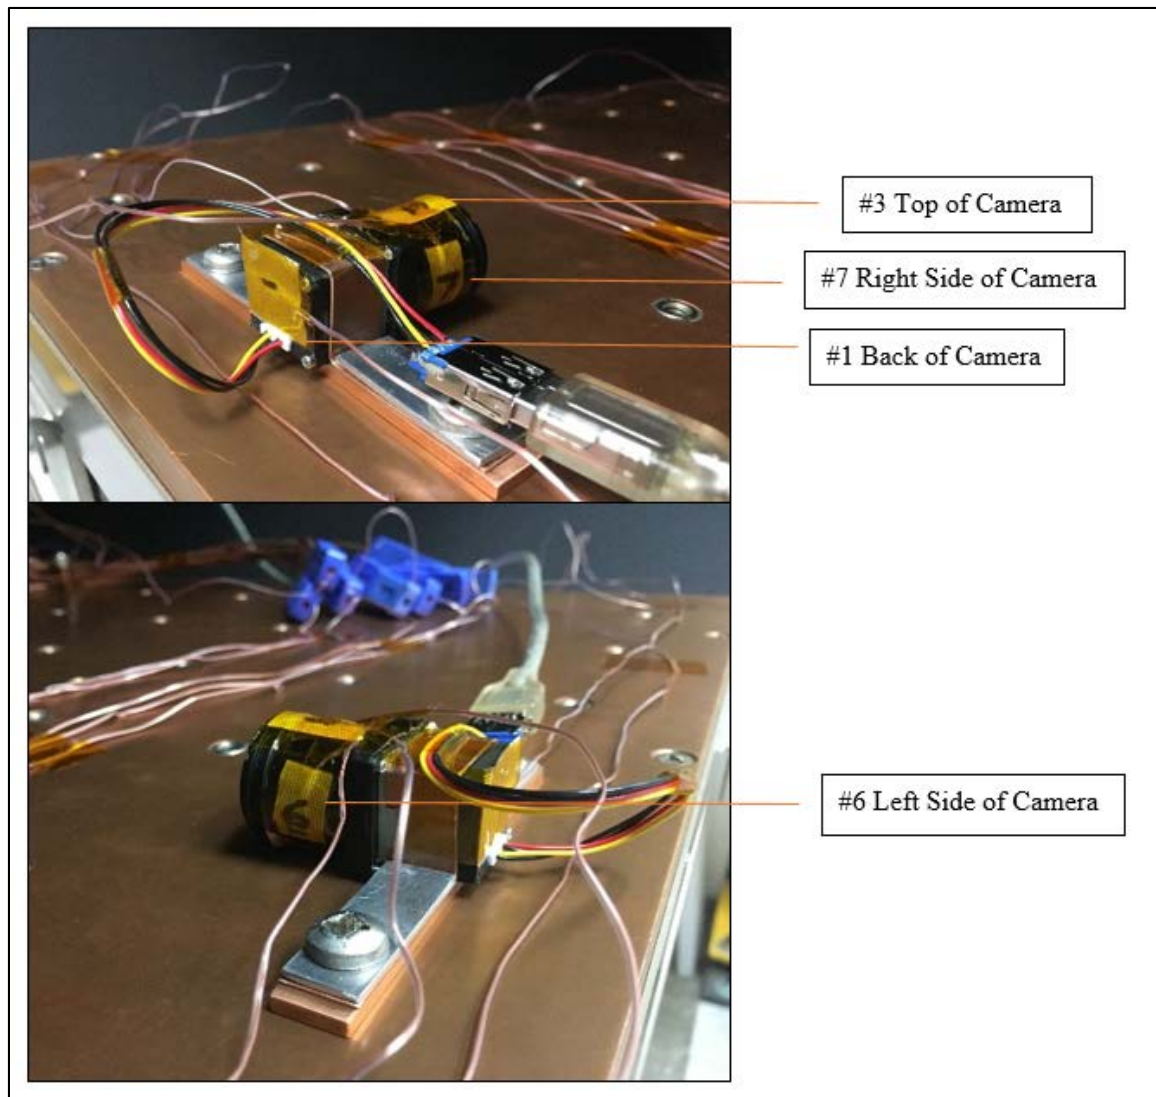 #3 Top of Camera
#7 Right Side of Camera
#1 Back of Camera
#6 Left Side of Camera